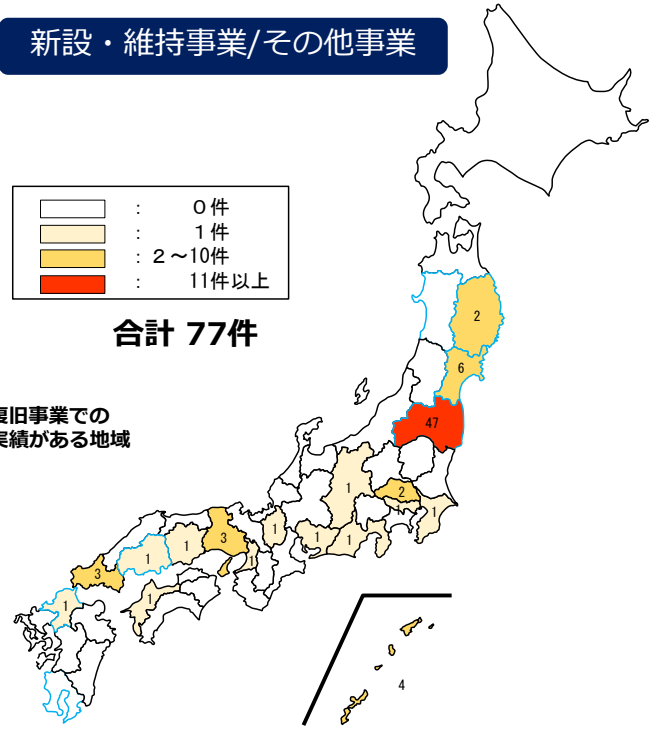 新設・維持事業/その他事業
： 0件
： 1件
： 2～10件
： 11件以上
合計 77件
復旧事業での
実績がある地域
2
6
47
1
2
1
1
1
1
3
1
1
1
3
1
1
4